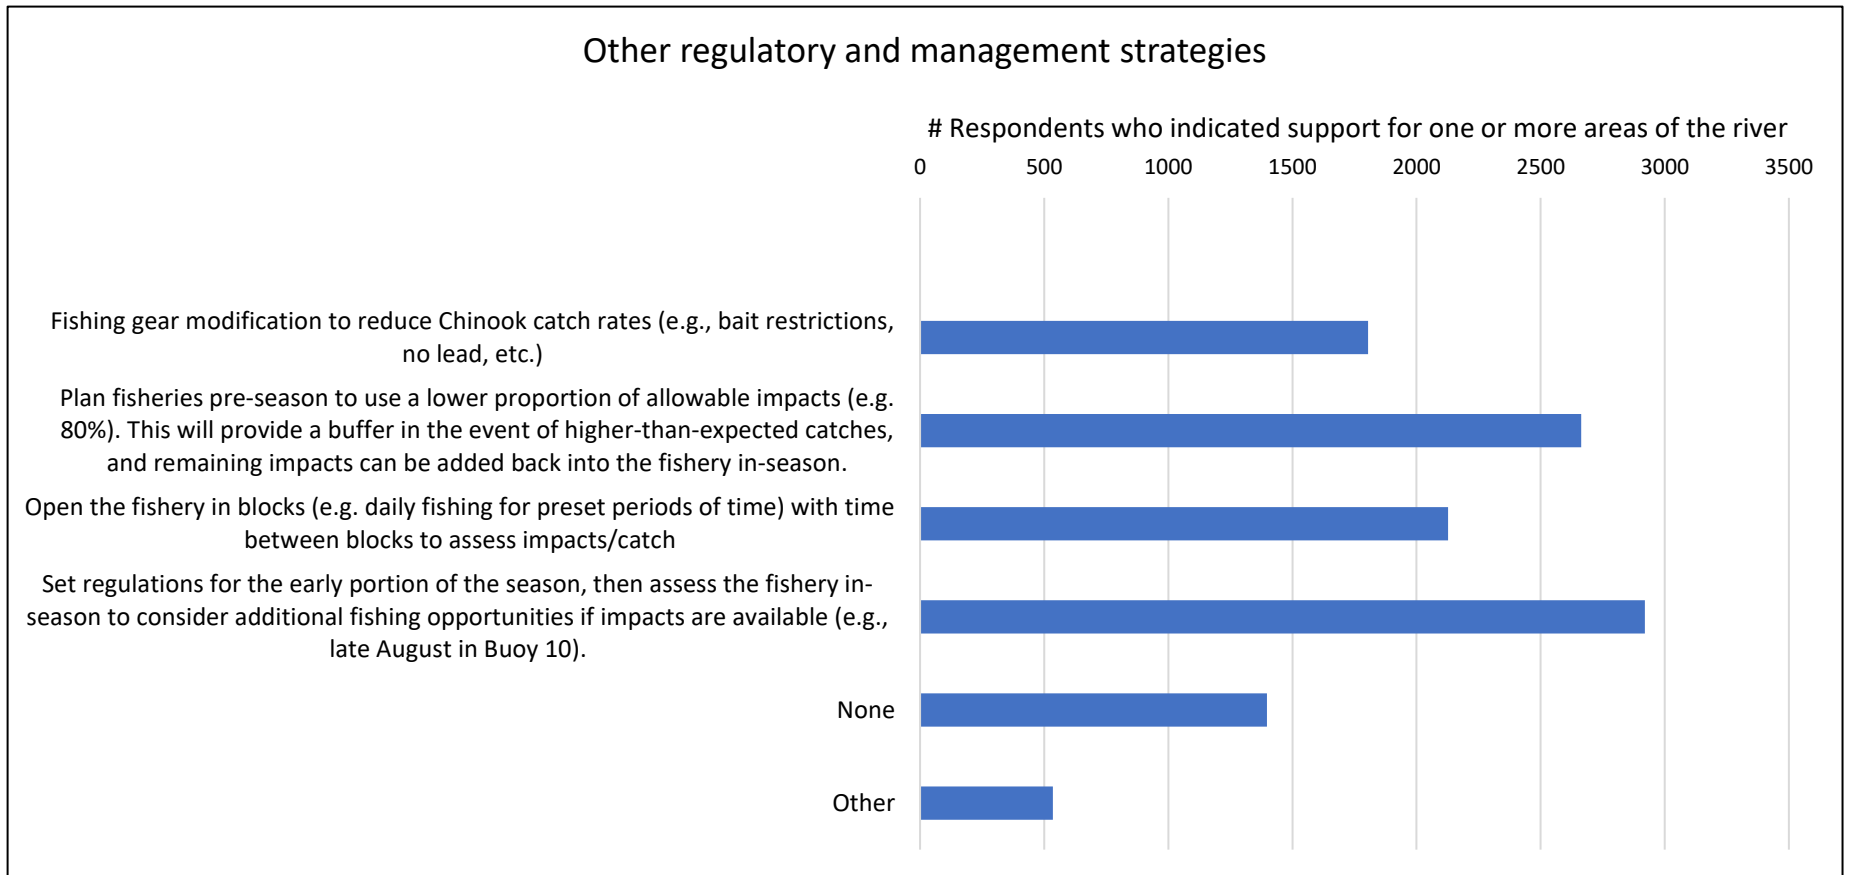 Other regulatory and management strategies
# Respondents who indicated support for one or more areas of the river
0 500 1000 1500 2000 2500 3000 3500
Fishing gear modification to reduce Chinook catch rates (e.g., bait restrictions,
no lead, etc.)
Plan fisheries pre-season to use a lower proportion of allowable impacts (e.g.
80%). This will provide a buffer in the event of higher-than-expected catches,
and remaining impacts can be added back into the fishery in-season.
Open the fishery in blocks (e.g. daily fishing for preset periods of time) with time
between blocks to assess impacts/catch
Set regulations for the early portion of the season, then assess the fishery in-
season to consider additional fishing opportunities if impacts are available (e.g.,
late August in Buoy 10).
None
Other